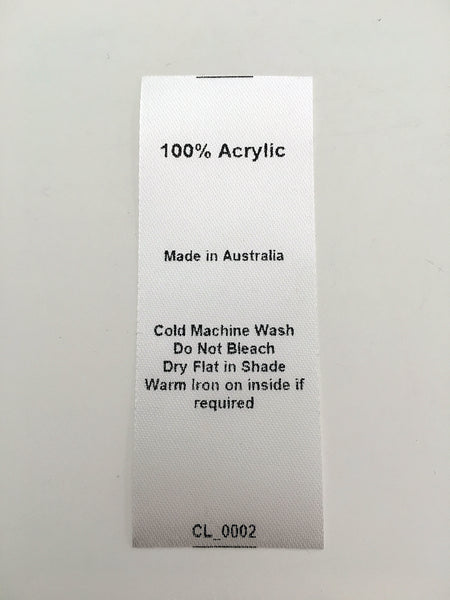 100% Acrylic
Made in Australia
Cold Machine Wash
Do Not Bleach
Dry Flat in Shade
Warm Iron on inside if
required
CL_0002